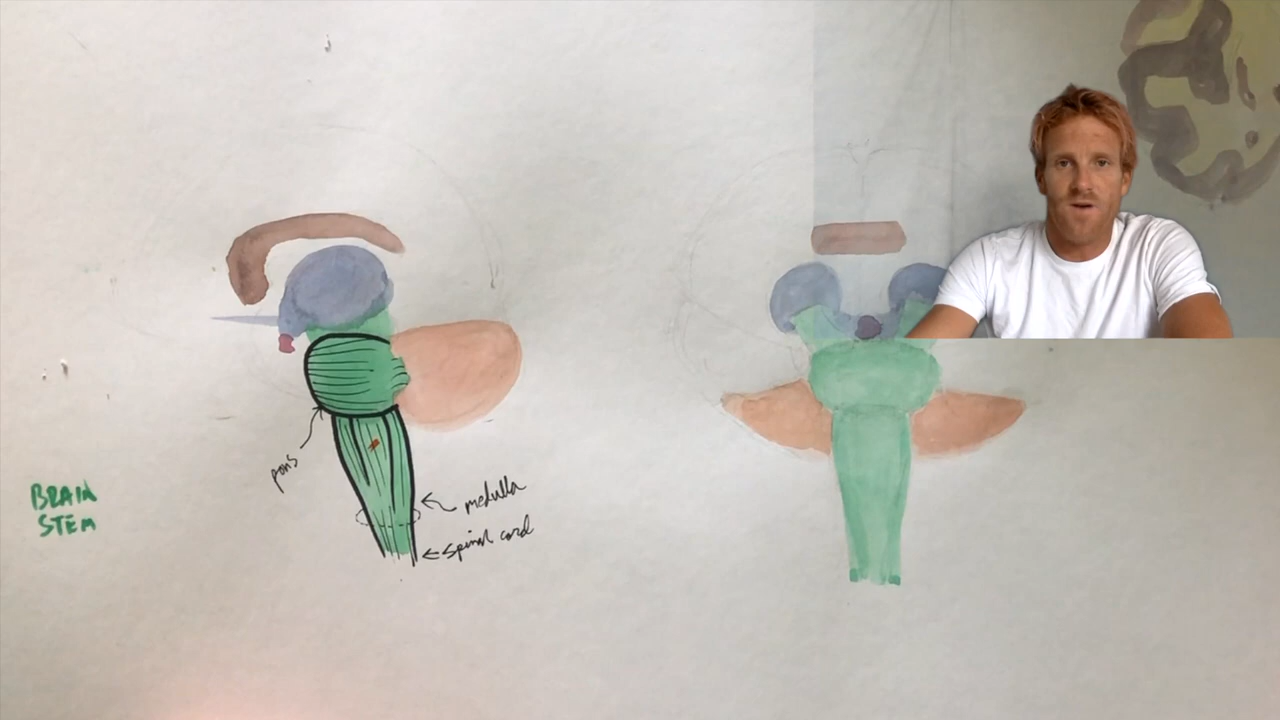 BRAIN
STEM
pons
medulla
spinal cord